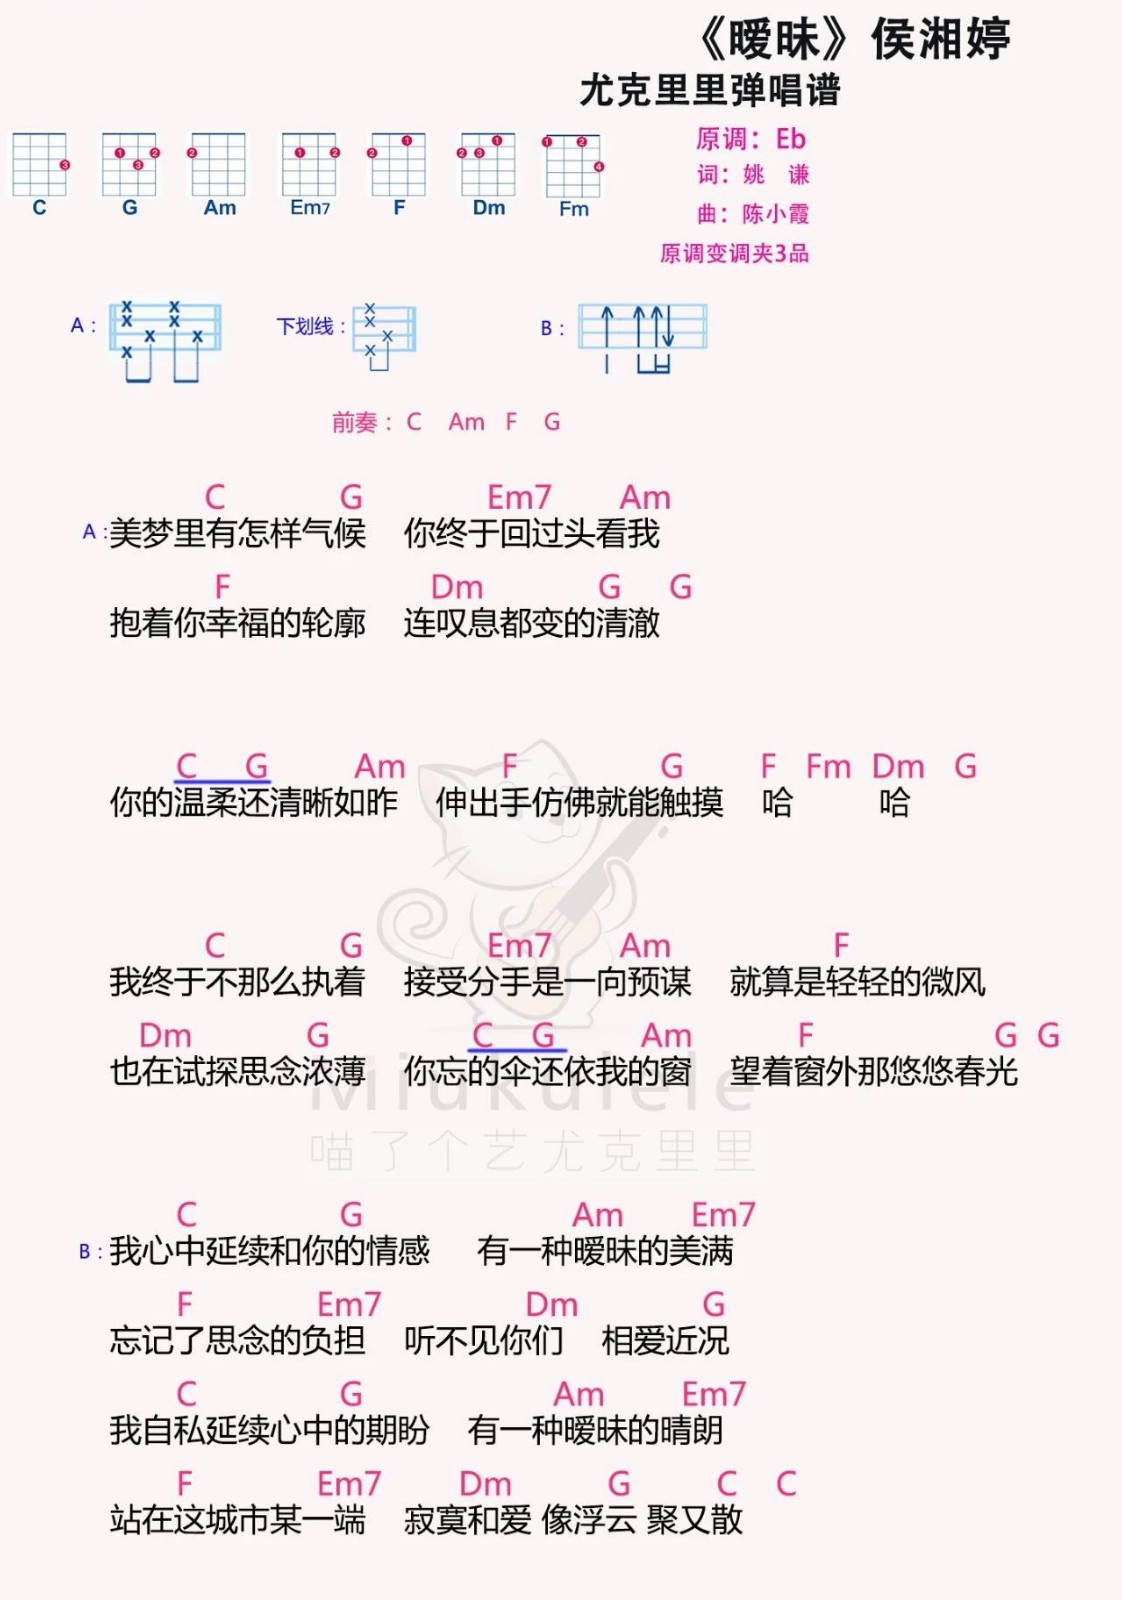 《暧昧》侯湘婷
尤克里里弹唱谱
原调：Eb
词：姚 谦
曲：陈小霞
原调变调夹3品
C G Am Em7 F Dm Fm
A： 下划线： B：
前奏：C Am F G
C G Em7 Am
A：美梦里有怎样气候 你终于回过头看我
F Dm G G
抱着你幸福的轮廓 连叹息都变的清澈
C G Am F G F Fm Dm G
你的温柔还清晰如昨 伸出手仿佛就能触摸 哈 哈
C G Em7 Am F
我终于不那么执着 接受分手是一向预谋 就算是轻轻的微风
Dm G C G Am F G G
也在试探思念浓薄 你忘的伞还依我的窗 望着窗外那悠悠春光
Miukulele
喵了个艺尤克里里
C G Am Em7
B：我心中延续和你的情感 有一种暧昧的美满
F Em7 Dm G
忘记了思念的负担 听不见你们 相爱近况
C G Am Em7
我自私延续心中的期盼 有一种暧昧的晴朗
F Em7 Dm G C C
站在这城市某一端 寂寞和爱 像浮云 聚又散